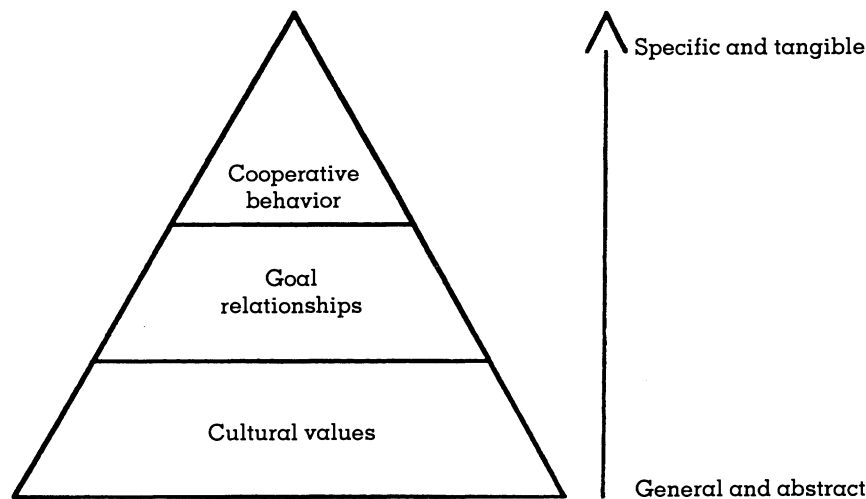 Specific and tangible
Cooperative
behavior
Goal
relationships
Cultural values
General and abstract